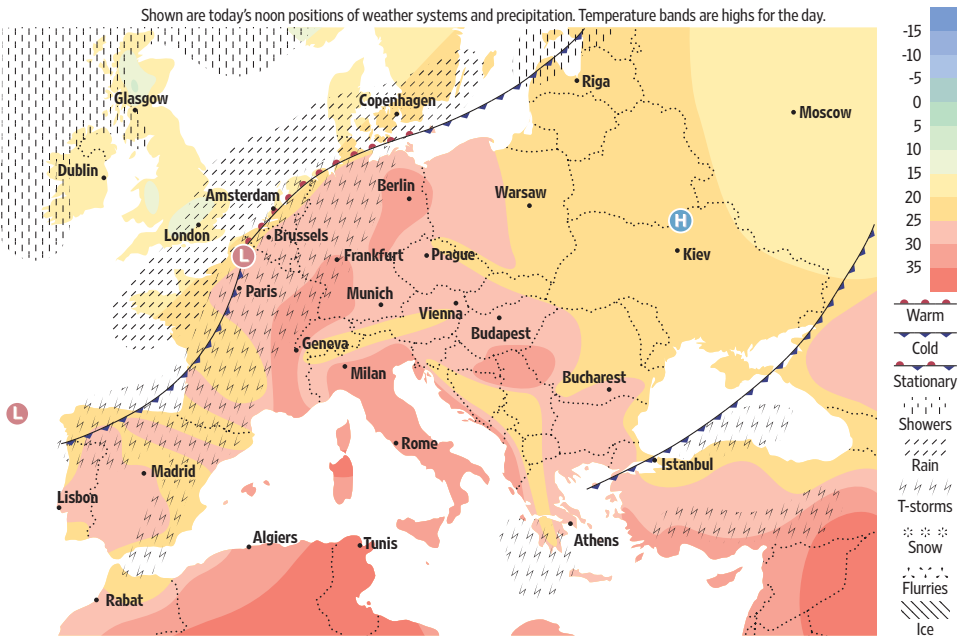 Shown are today's noon positions of weather systems and precipitation. Temperature bands are highs for the day.
-15
-10
-5
0
5
10
15
20
25
30
35
Warm
Cold
Stationary
Showers
Rain
T-storms
Snow
Flurries
Ice
Glasgow
Copenhagen
Riga
Moscow
Dublin
Amsterdam
Berlin
Warsaw
London
Brussels
H
L
Frankfurt
Prague
Kiev
Paris
Munich
Vienna
Budapest
Geneva
Milan
Bucharest
L
Rome
Madrid
Istanbul
Lisbon
Algiers
Tunis
Athens
Rabat